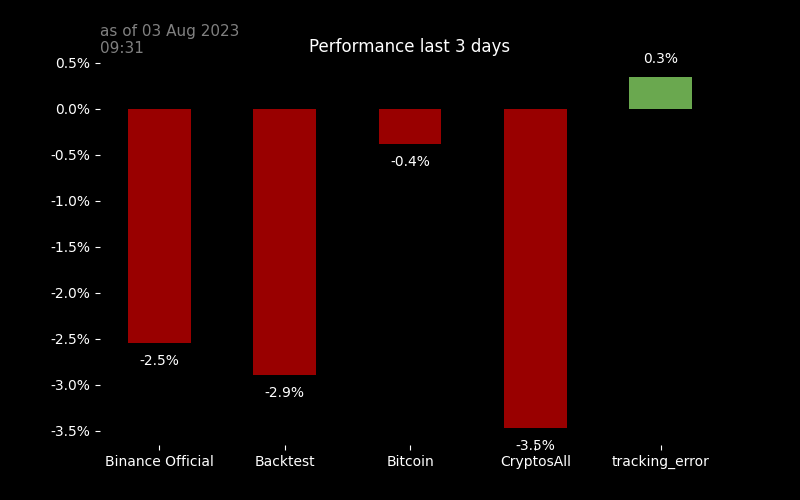 as of 03 Aug 2023
09:31
Performance last 3 days
0.5%
0.0%
-0.5%
-1.0%
-1.5%
-2.0%
-2.5%
-3.0%
-3.5%
-2.5%
-2.9%
-0.4%
-3.5%
0.3%
Binance Official
Backtest
Bitcoin
CryptosAll
tracking_error